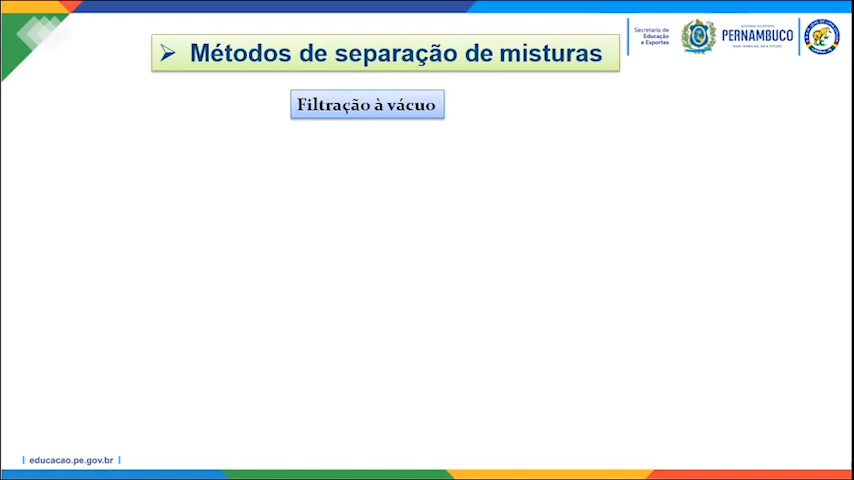 Métodos de separação de misturas
Secretaria de
Educação
e Esportes
PERNAMBUCO
Filtração à vácuo
educacao.pe.gov.br